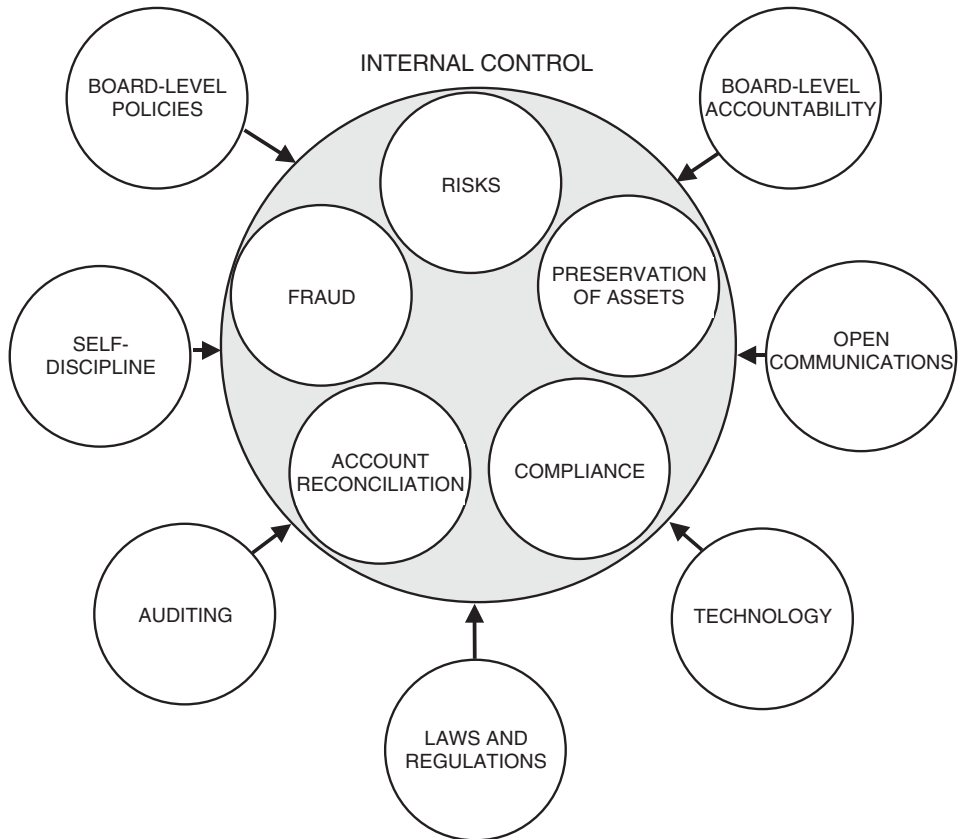 INTERNAL CONTROL
BOARD-LEVEL
POLICIES
BOARD-LEVEL
ACCOUNTABILITY
RISKS
FRAUD
PRESERVATION
OF ASSETS
SELF-
DISCIPLINE
OPEN
COMMUNICATIONS
ACCOUNT
RECONCILIATION
COMPLIANCE
AUDITING
TECHNOLOGY
LAWS AND
REGULATIONS